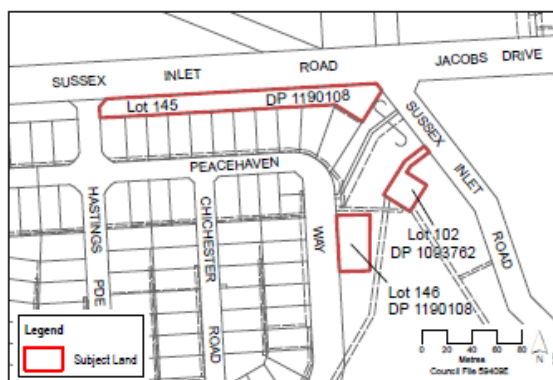 SUSSEX INLET ROAD
JACOBS DRIVE
Lot 145 DP 1190108
SUSSEX INLET ROAD
PEACEHAVEN WAY
HASTINGS PDE
CHICHESTER ROAD
Lot 102
DP 1093762
Lot 146
DP 1190108
Legend
Subject Land
0 20 40 60 80
Metres
Council File 59409E
N